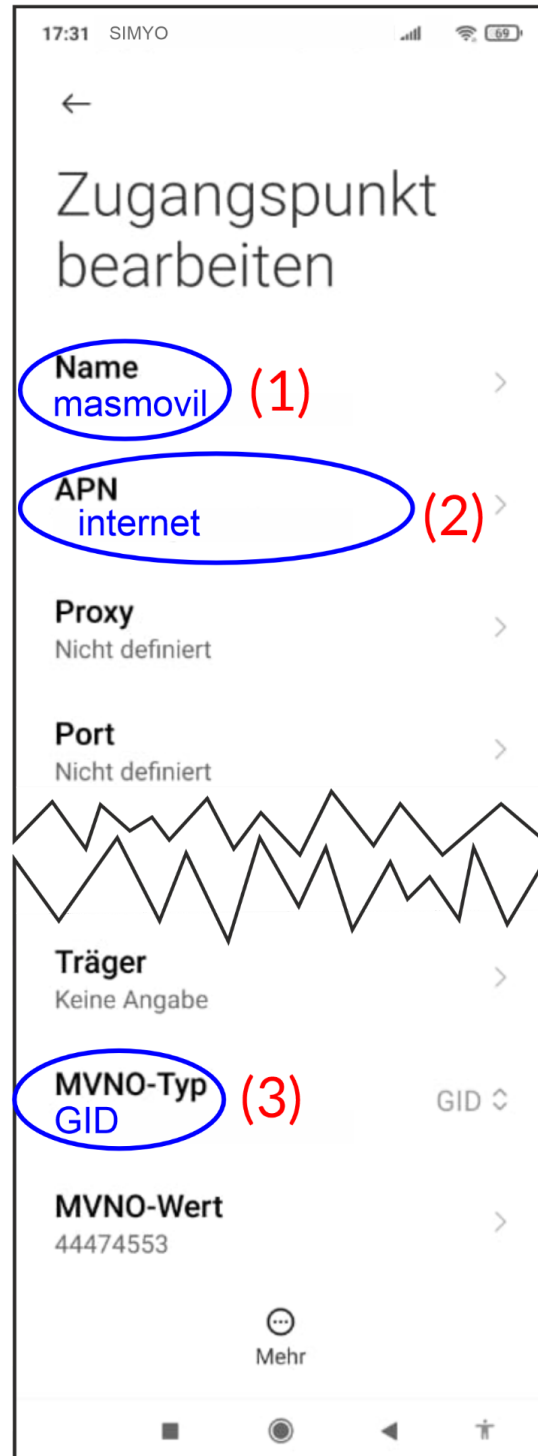 17:31 SIMYO 69
Zugangspunkt
bearbeiten
Name
masmovil (1)
APN
internet (2)
Proxy
Nicht definiert
Port
Nicht definiert
Träger
Keine Angabe
MVNO-Typ (3)
GID GID
MVNO-Wert
44474553
Mehr